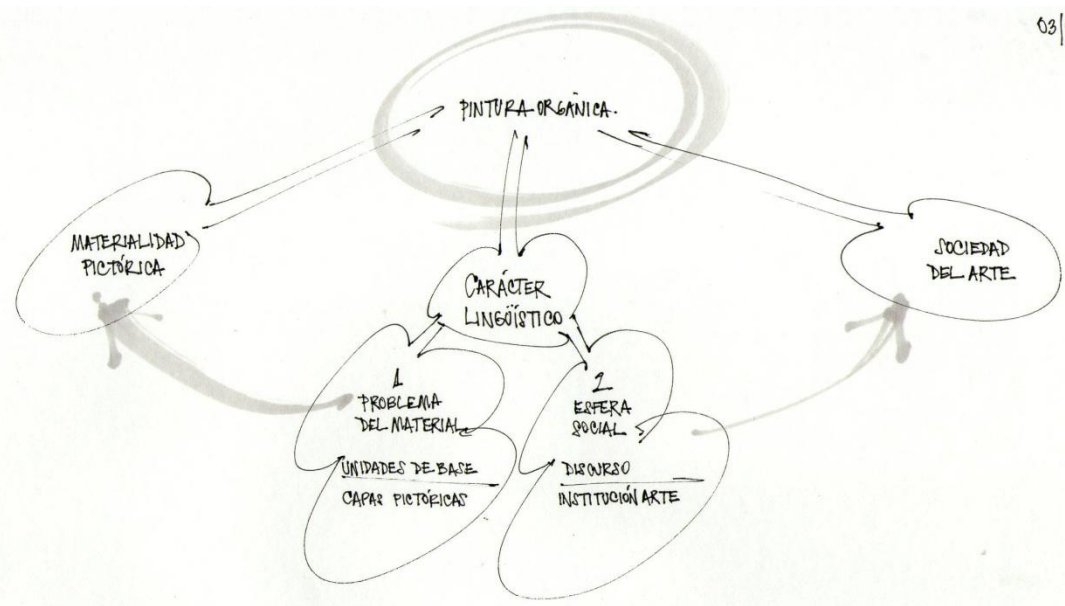 03|
PINTURA ORGÁNICA.
MATERIALIDAD
PICTÓRICA
SOCIEDAD
DEL ARTE
CARÁCTER
LINGÜÍSTICO
1
PROBLEMA
DEL MATERIAL
UNIDADES DE BASE
CAPAS PICTÓRICAS
2
ESFERA
SOCIAL
DISCURSO
INSTITUCIÓN ARTE